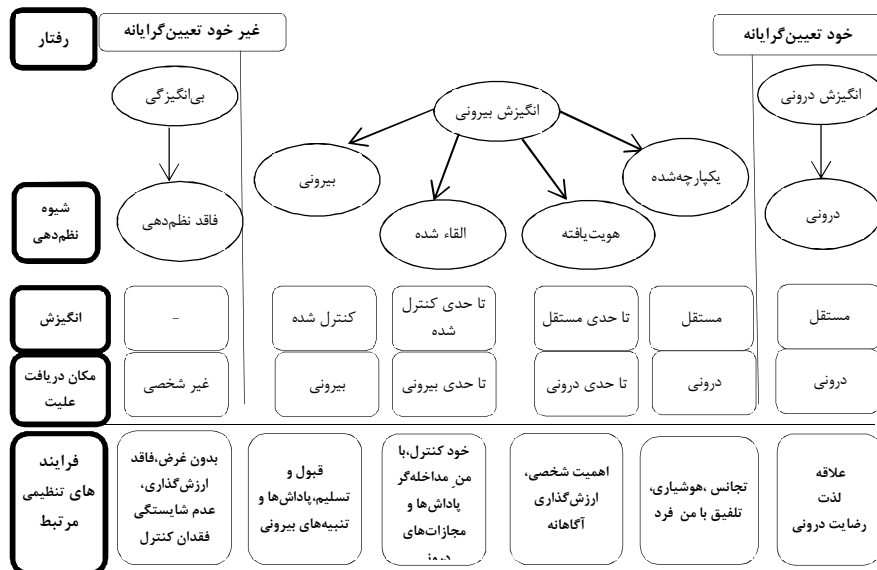 رفتار
غیر خود تعیین‌گرایانه
خود تعیین‌گرایانه
بی‌انگیزگی
انگیزش بیرونی
انگیزش درونی
شیوه
نظم‌دهی
فاقد نظم‌دهی
بیرونی
القاء شده
هویت‌یافته
یکپارچه‌شده
درونی
انگیزش
-
کنترل شده
تا حدی کنترل
شده
تا حدی مستقل
مستقل
مستقل
مکان دریافت
علیت
غیر شخصی
بیرونی
تا حدی بیرونی
تا حدی درونی
درونی
درونی
فرایند
های تنظیمی
مرتبط
بدون غرض،فاقد
ارزش‌گذاری،
عدم شایستگی
فقدان کنترل
قبول و
تسلیم،پاداش‌ها و
تنبیه‌های بیرونی
خود کنترل،با
منِ مداخله‌گر
پاداش‌ها و
مجازات‌های
اهمیت شخصی،
ارزش‌گذاری
آگاهانه
تجانس ،هوشیاری،
تلفیق با من فرد
علاقه
لذت
رضایت درونی